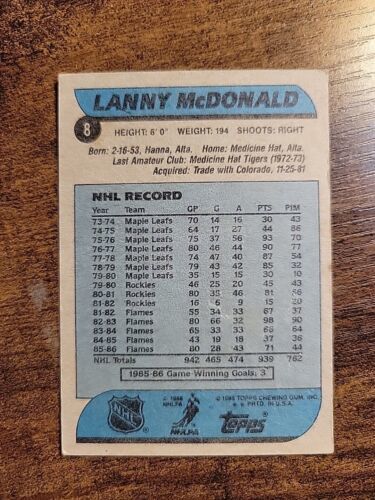 LANNY McDONALD
8
HEIGHT: 6' 0" WEIGHT: 194 SHOOTS: RIGHT
Born: 2-16-53, Hanna, Alta. Home: Medicine Hat, Alta.
Last Amateur Club: Medicine Hat Tigers (1972-73)
Acquired: Trade with Colorado, 11-25-81
NHL RECORD
Year Team GP G A PTS PIM
73-74 Maple Leafs 70 14 16 30 43
74-75 Maple Leafs 64 17 27 44 86
75-76 Maple Leafs 75 37 56 93 70
76-77 Maple Leafs 80 46 44 90 77
77-78 Maple Leafs 74 47 40 87 54
78-79 Maple Leafs 79 43 42 85 32
79-80 Maple Leafs 35 15 15 30 10
79-80 Rockies 46 25 20 45 43
80-81 Rockies 80 35 46 81 56
81-82 Rockies 16 6 9 15 20
81-82 Flames 55 34 33 67 37
82-83 Flames 80 66 32 98 90
83-84 Flames 65 33 33 66 64
84-85 Flames 43 19 18 37 36
85-86 Flames 80 28 43 71 44
NHL Totals 942 465 474 939 762
1985-86 Game-Winning Goals: 3
NHL
© 1986
NHLPA
NHLPA
© 1986 TOPPS CHEWING GUM, INC.
PRTD. IN U.S.A.
Topps